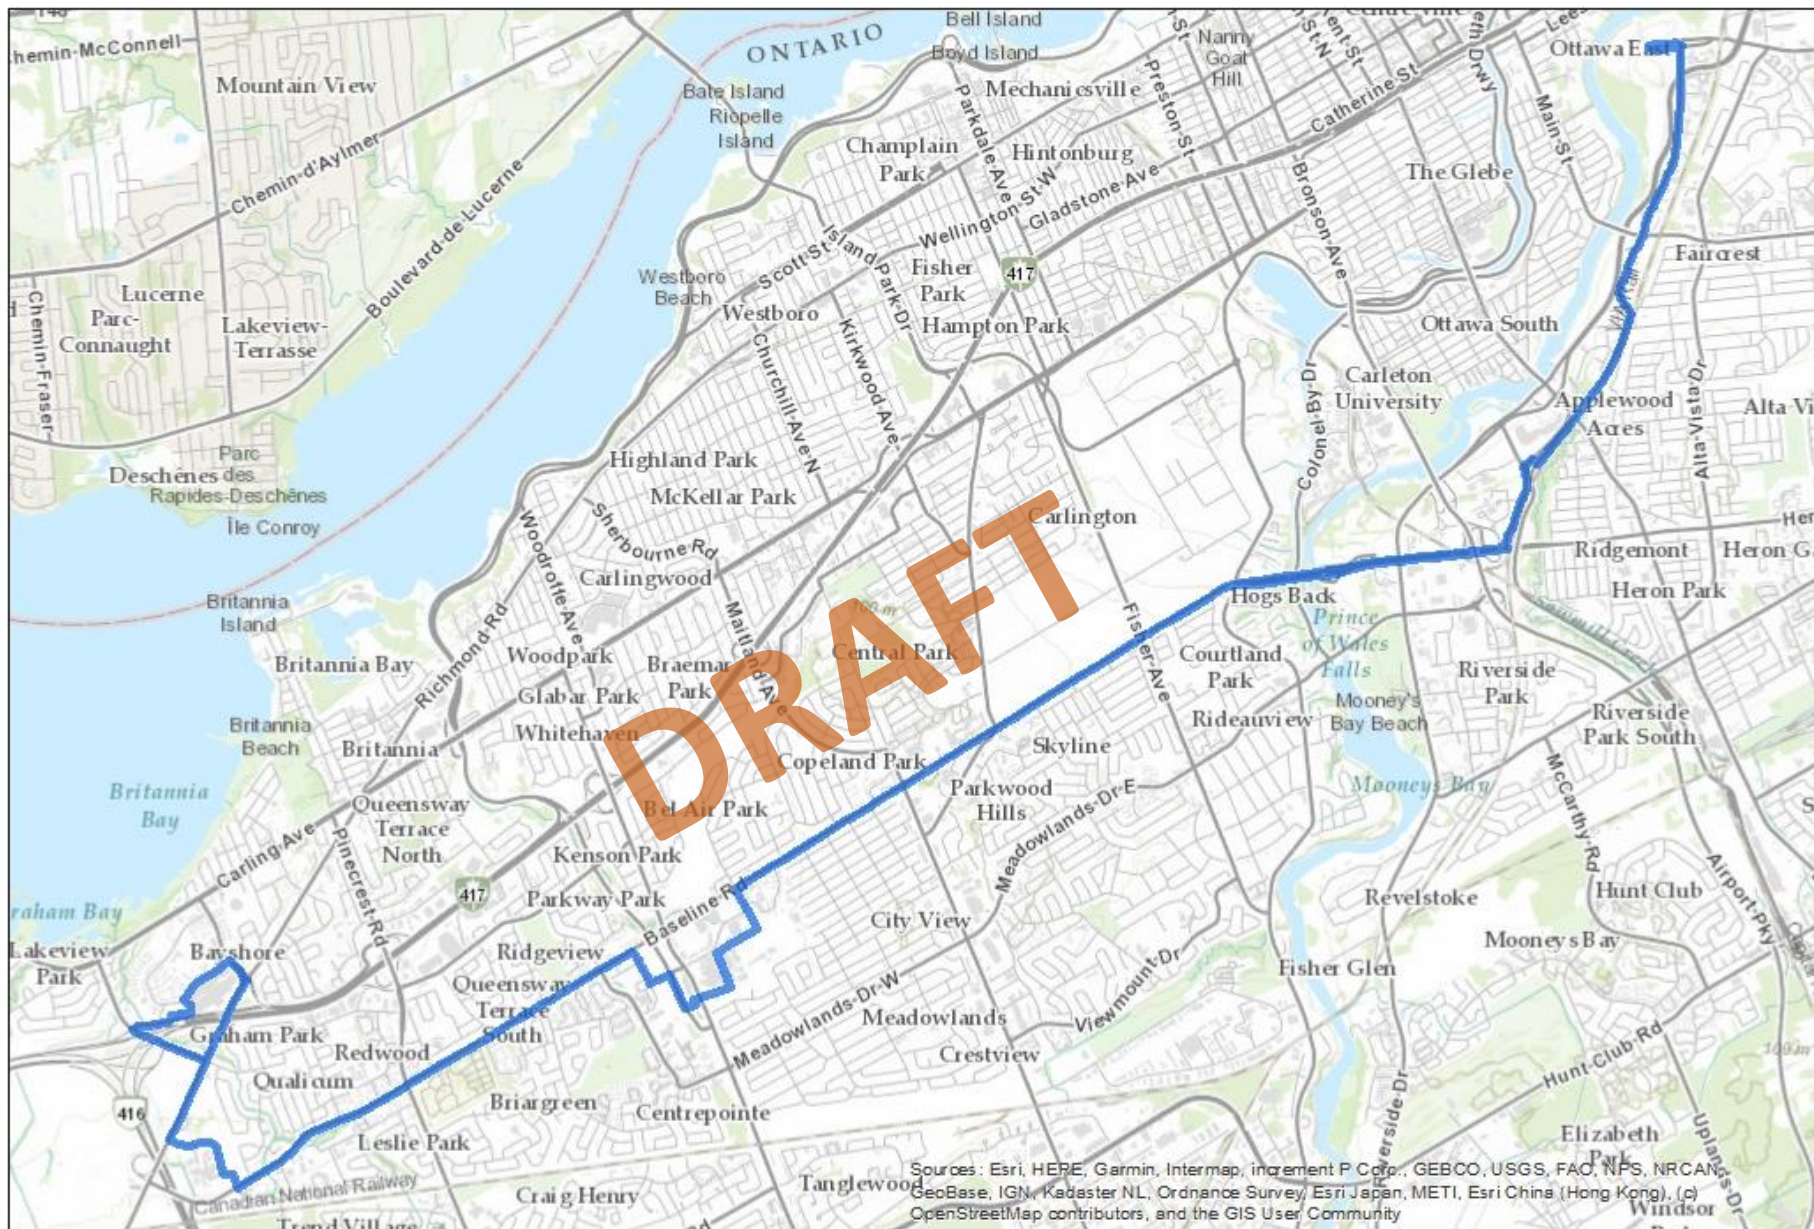 Chemin-McConnell
Mountain View
Chemin-d'Aylmer
Boulevard-de-Lucerne
ONTARIO
Bell Island
Boyd Island
Bate Island
Riopelle
Island
Mechanicsville
Nanny
Goat
Hill
Preston-St
Catherine St
Ottawa East
Main-St
Champlain
Park
Parkdale-Ave
Hintonburg
The Glebe
Bronson-Ave
Wellington-St-W
Gladstone Ave
Island-Park-Dr
Scott-St
Fisher
Park
417
Faircrest
Lucerne
Parc-
Connaught
Lakeview-
Terrasse
Chemin-Fraser
Westboro
Beach
Westboro
Hampton Park
Kirkwood-Ave
Churchill-Ave-N
Ottawa South
Carleton
University
Colonel-By-Dr
Applewood
Acres
Alta-Vista-Dr
Parc
Deschênes des
Rapides-Deschênes
Île Conroy
Highland Park
McKellar Park
Sherbourne-Rd
Woodroffe-Ave
Carlingwood
Carlington
Ridgemont
Heron Park
Hogs Back
Britannia
Island
Britannia Bay
Richmond-Rd
Woodpark
Glabar Park
Whitehaven
Braemar
Park
Maitland-Ave
Central Park
DRAFT
Fisher-Ave
Courtland
Park
Rideauview
Prince
of Wales
Falls
Mooney's
Bay Beach
Riverside
Park
Riverside
Park South
Britannia
Beach
Britannia
Britannia
Bay
Queensway
Terrace
North
Copeland Park
Skyline
Parkwood
Hills
Bel Air Park
Kenson Park
Meadowlands-Dr-E
Mooneys Bay
McCarthy-Rd
Carling-Ave
Pinecrest-Rd
417
Parkway Park
Baseline Rd
City View
Revelstoke
Hunt Club
Airport-Pky
Lakeview
Park
Bayshore
Ridgeview
Queensway
Terrace
South
Mooneys Bay
Fisher Glen
Viewmount-Dr
Meadowlands-Dr-W
Meadowlands
Crestview
Graham Park
Redwood
Qualicum
Hunt-Club-Rd
416
Briargreen
Centrepointe
Leslie Park
Riverside-Dr
Elizabeth
Park
Uplands-Dr
Canadian National Railway
Craig Henry
Tanglewood
Trend Village
Windsor
Sources: Esri, HERE, Garmin, Intermap, increment P Corp., GEBCO, USGS, FAO, NPS, NRCAN,
GeoBase, IGN, Kadaster NL, Ordnance Survey, Esri Japan, METI, Esri China (Hong Kong), (c)
OpenStreetMap contributors, and the GIS User Community